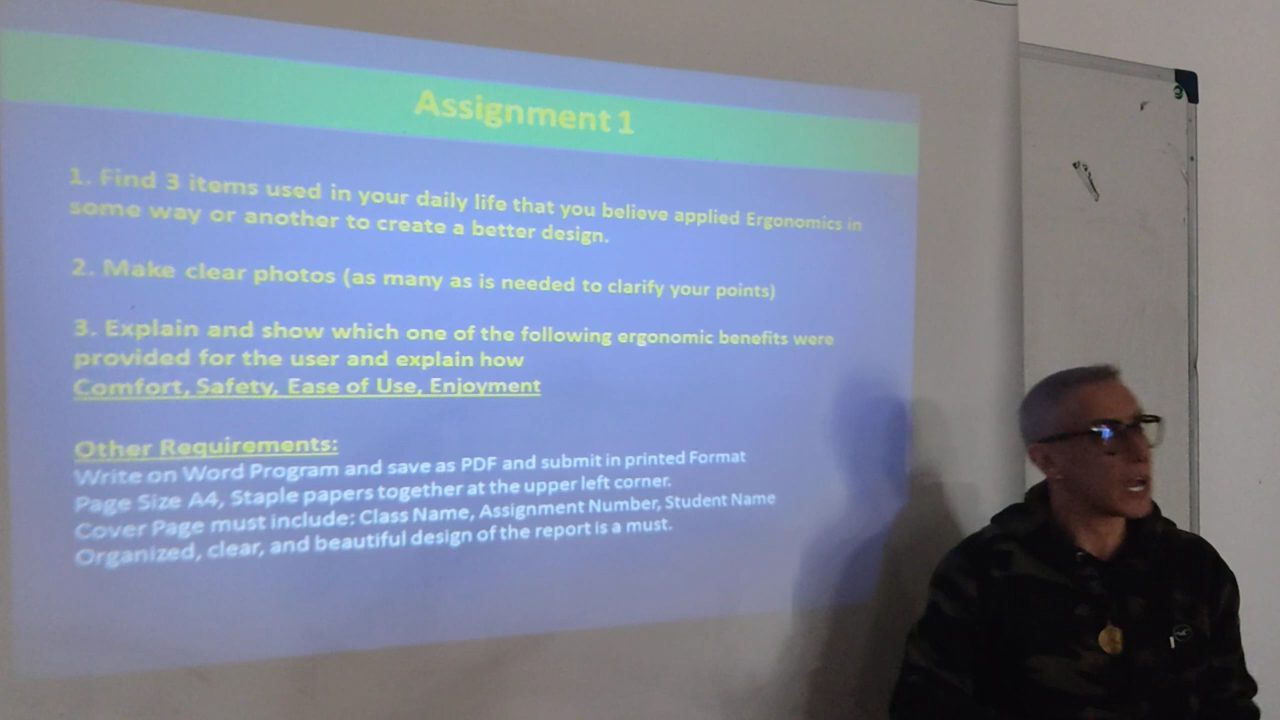 Assignment 1
1. Find 3 items used in your daily life that you believe applied Ergonomics in
some way or another to create a better design.
2. Make clear photos (as many as is needed to clarify your points)
3. Explain and show which one of the following ergonomic benefits were
provided for the user and explain how
Comfort, Safety, Ease of Use, Enjoyment
Other Requirements:
Write on Word Program and save as PDF and submit in printed Format
Page Size A4, Staple papers together at the upper left corner.
Cover Page must include: Class Name, Assignment Number, Student Name
Organized, clear, and beautiful design of the report is a must.